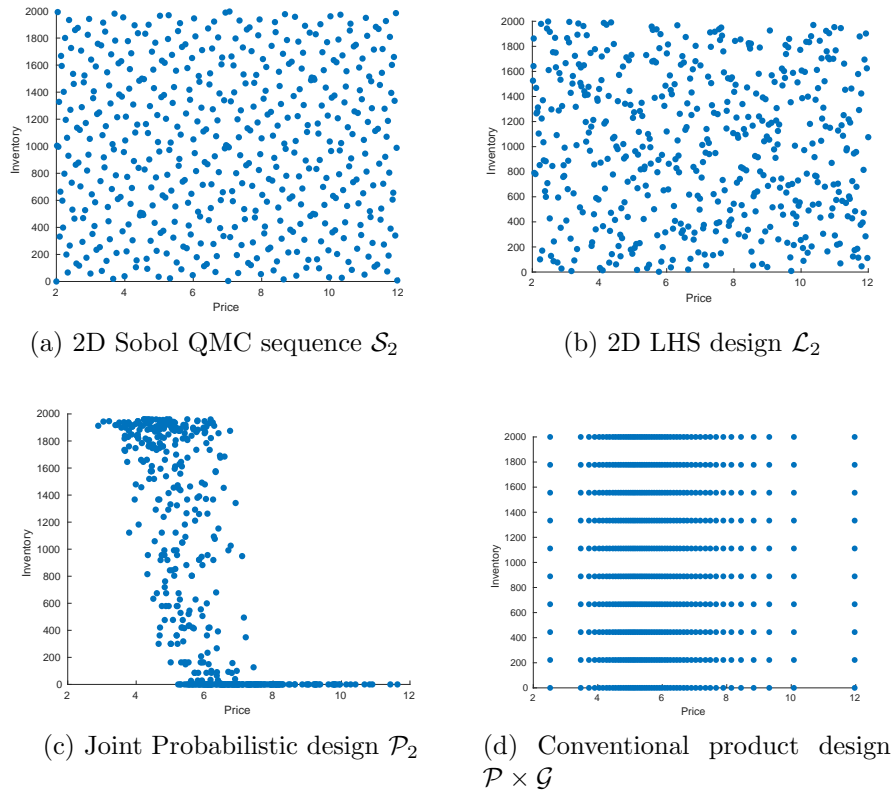 2000
1800
1600
1400
1200
1000
800
600
400
200
0
Inventory
2 4 6 8 10 12
Price
(a) 2D Sobol QMC sequence 𝒮₂
2000
1800
1600
1400
1200
1000
800
600
400
200
0
Inventory
2 4 6 8 10 12
Price
(b) 2D LHS design ℒ₂
2000
1800
1600
1400
1200
1000
800
600
400
200
0
Inventory
2 4 6 8 10 12
Price
(c) Joint Probabilistic design 𝒫₂
2000
1800
1600
1400
1200
1000
800
600
400
200
0
Inventory
2 4 6 8 10 12
Price
(d) Conventional product design
𝒫 × 𝒢